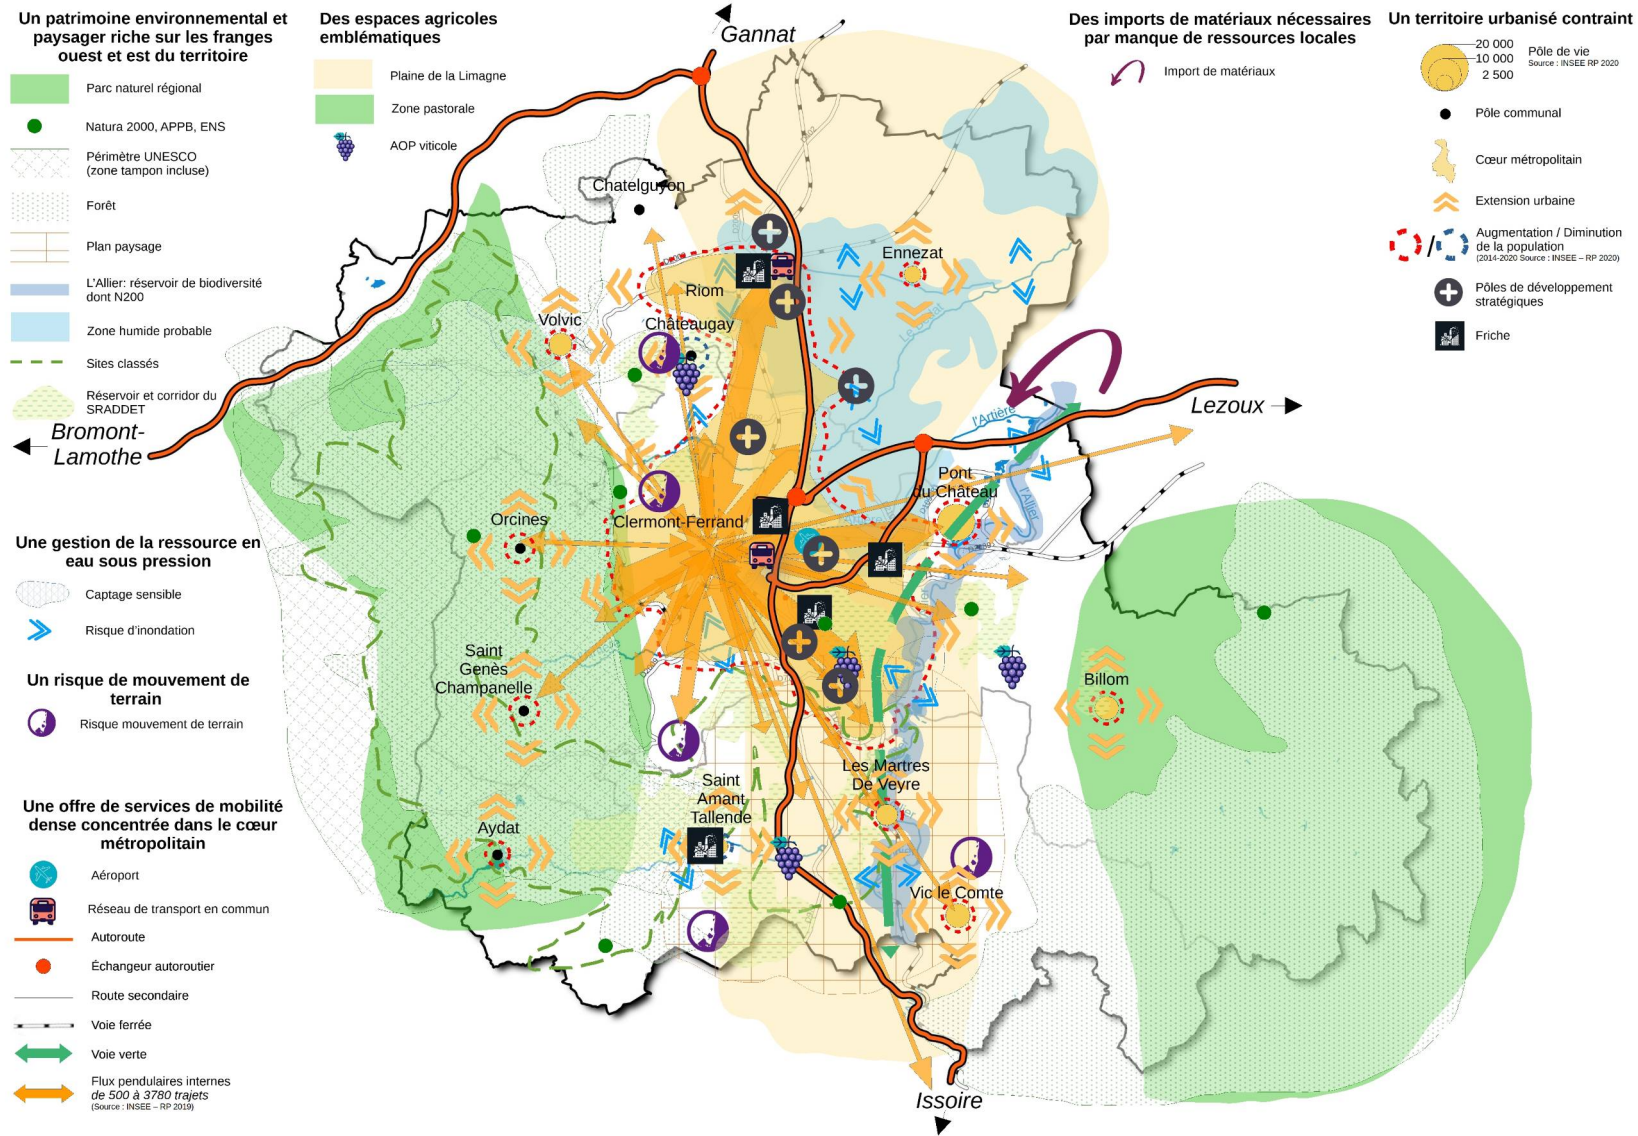 Un patrimoine environnemental et
paysager riche sur les franges
ouest et est du territoire
Parc naturel régional
Natura 2000, APPB, ENS
Périmètre UNESCO
(zone tampon incluse)
Forêt
Plan paysage
L'Allier: réservoir de biodiversité
dont N200
Zone humide probable
Sites classés
Réservoir et corridor du
SRADDET
Des espaces agricoles
emblématiques
Plaine de la Limagne
Zone pastorale
AOP viticole
Des imports de matériaux nécessaires
par manque de ressources locales
Import de matériaux
Un territoire urbanisé contraint
20 000
10 000
2 500
Pôle de vie
Source : INSEE RP 2020
Pôle communal
Cœur métropolitain
Extension urbaine
Augmentation / Diminution
de la population
(2014-2020 Source : INSEE – RP 2020)
Pôles de développement
stratégiques
Friche
Une gestion de la ressource en
eau sous pression
Captage sensible
Risque d'inondation
Un risque de mouvement de
terrain
Risque mouvement de terrain
Une offre de services de mobilité
dense concentrée dans le cœur
métropolitain
Aéroport
Réseau de transport en commun
Autoroute
Échangeur autoroutier
Route secondaire
Voie ferrée
Voie verte
Flux pendulaires internes
de 500 à 3780 trajets
(Source : INSEE – RP 2019)
Gannat
Chatelguyon
Ennezat
Riom
Volvic
Châteaugay
Lezoux
l'Artière
Bromont-
Lamothe
Pont
du Château
l'Allier
Orcines
Clermont-Ferrand
Saint
Genès
Champanelle
Billom
Les Martres
De Veyre
Saint
Amant
Tallende
Aydat
Vic le Comte
Issoire